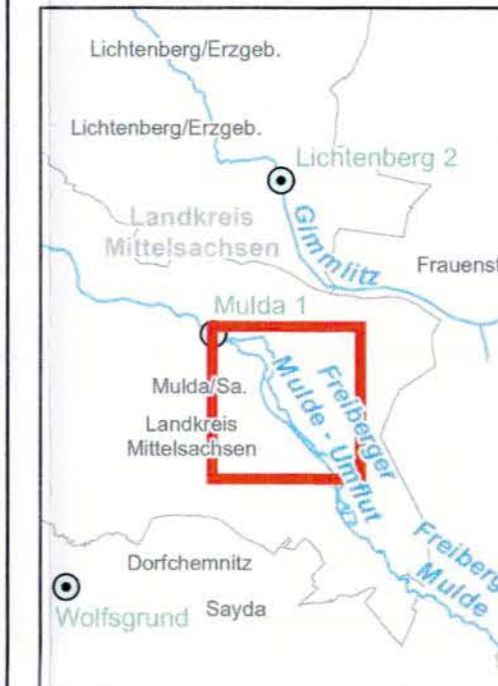 Lichtenberg/Erzgeb.
Lichtenberg/Erzgeb.
Lichtenberg 2
Landkreis
Mittelsachsen
Gimmlitz
Frauenst
Mulda 1
Mulda/Sa.
Landkreis
Mittelsachsen
Freiberger
Mulde - Umflut
Freiberg
Mulde
Dorfchemnitz
Wolfsgrund
Sayda